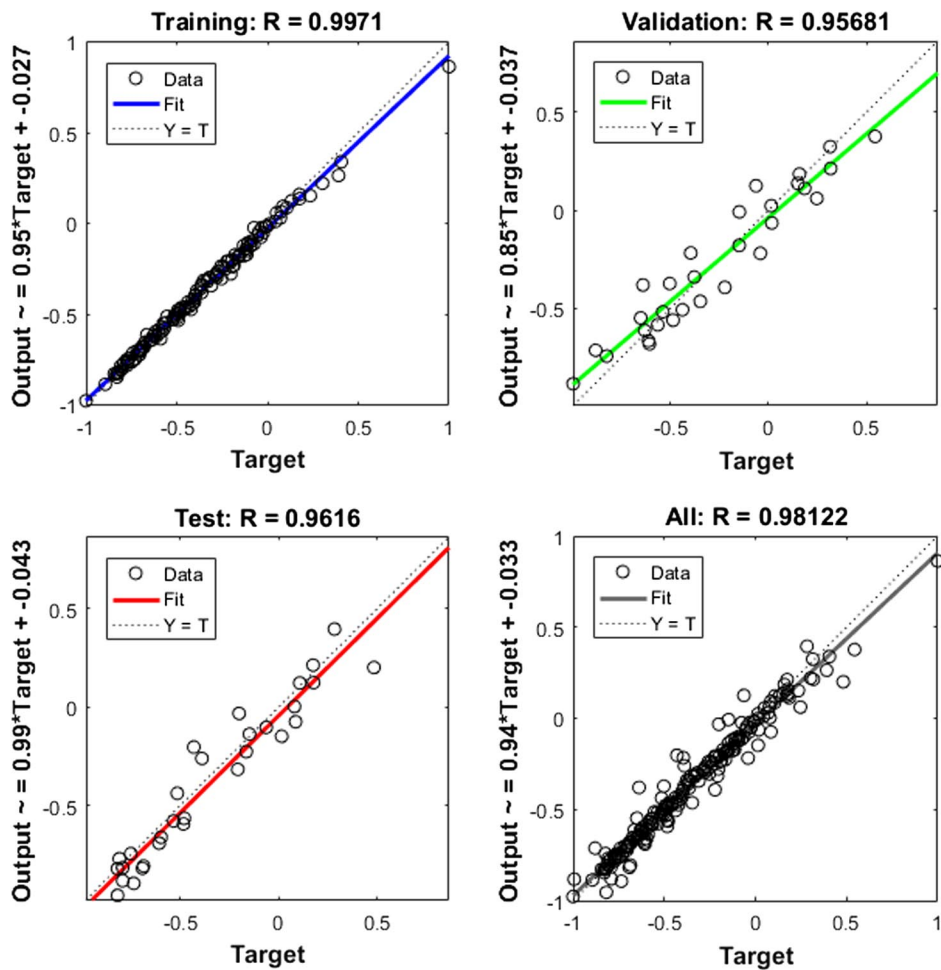 Training: R = 0.9971
Output ~= 0.95*Target + -0.027
1
0.5
0
-0.5
-1
Data
Fit
Y = T
-1 -0.5 0 0.5 1
Target
Validation: R = 0.95681
Output ~= 0.85*Target + -0.037
0.5
0
-0.5
Data
Fit
Y = T
-1 -0.5 0 0.5
Target
Test: R = 0.9616
Output ~= 0.99*Target + -0.043
0.5
0
-0.5
Data
Fit
Y = T
-0.5 0 0.5
Target
All: R = 0.98122
Output ~= 0.94*Target + -0.033
1
0.5
0
-0.5
-1
Data
Fit
Y = T
-1 -0.5 0 0.5 1
Target